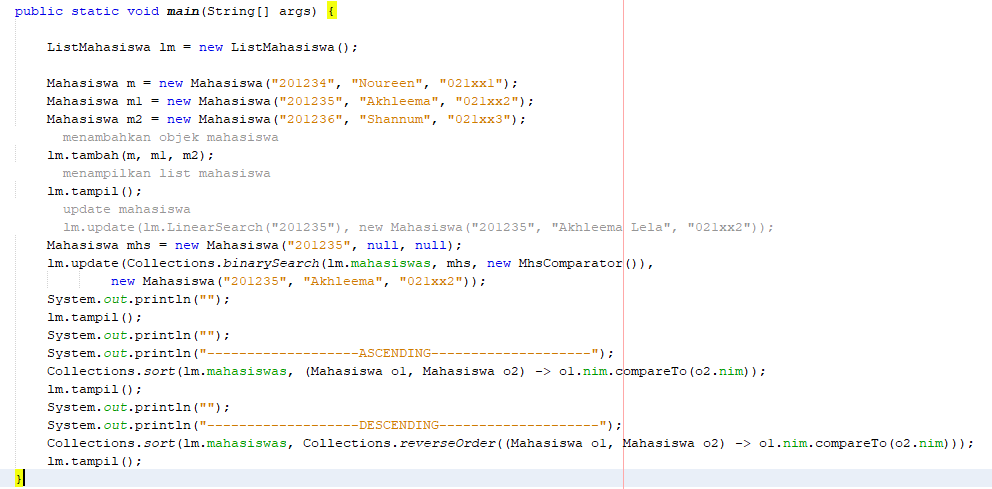 public static void main(String[] args) {
ListMahasiswa lm = new ListMahasiswa();
Mahasiswa m = new Mahasiswa("201234", "Noureen", "021xx1");
Mahasiswa m1 = new Mahasiswa("201235", "Akhleema", "021xx2");
Mahasiswa m2 = new Mahasiswa("201236", "Shannum", "021xx3");
menambahkan objek mahasiswa
lm.tambah(m, m1, m2);
menampilkan list mahasiswa
lm.tampil();
update mahasiswa
lm.update(lm.LinearSearch("201235"), new Mahasiswa("201235", "Akhleema Lela", "021xx2"));
Mahasiswa mhs = new Mahasiswa("201235", null, null);
lm.update(Collections.binarySearch(lm.mahasiswas, mhs, new MhsComparator()),
new Mahasiswa("201235", "Akhleema", "021xx2"));
System.out.println("");
lm.tampil();
System.out.println("");
System.out.println("-------------------ASCENDING--------------------");
Collections.sort(lm.mahasiswas, (Mahasiswa o1, Mahasiswa o2) -> o1.nim.compareTo(o2.nim));
lm.tampil();
System.out.println("");
System.out.println("-------------------DESCENDING--------------------");
Collections.sort(lm.mahasiswas, Collections.reverseOrder((Mahasiswa o1, Mahasiswa o2) -> o1.nim.compareTo(o2.nim)));
lm.tampil();
}